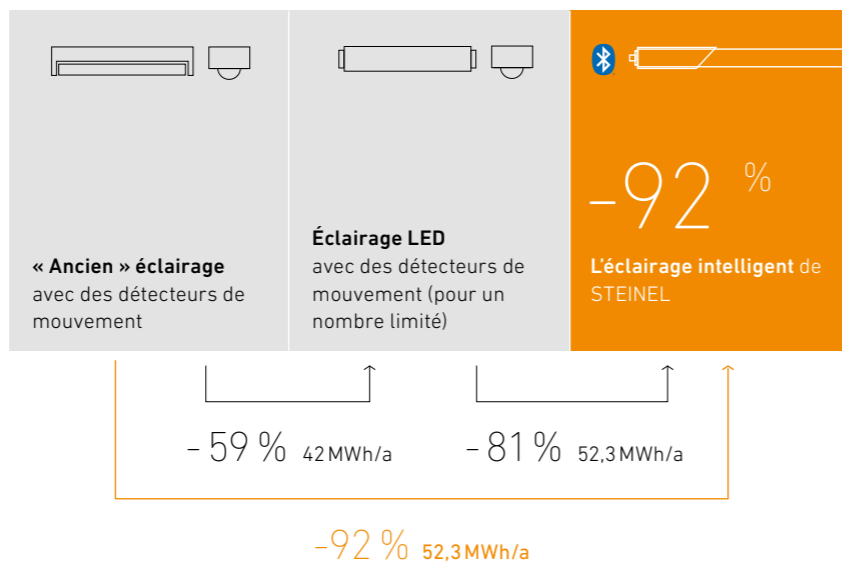 « Ancien » éclairage
avec des détecteurs de
mouvement
Éclairage LED
avec des détecteurs de
mouvement (pour un
nombre limité)
–92 %
L’éclairage intelligent de
STEINEL
– 59 % 42 MWh/a
– 81 % 52,3 MWh/a
–92 % 52,3 MWh/a